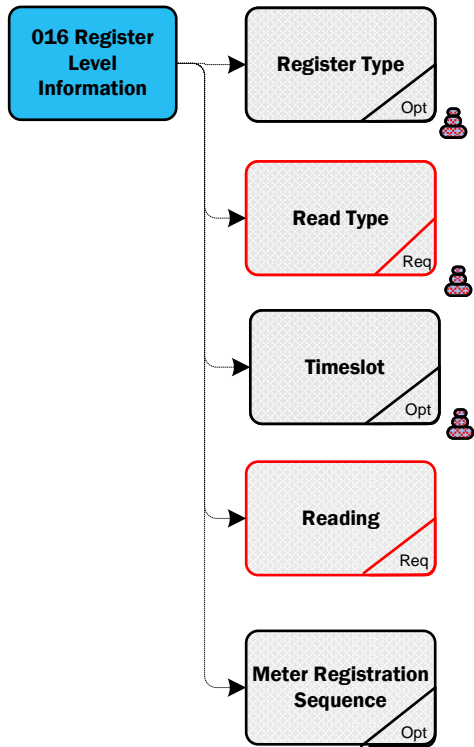 016 Register
Level
Information
Register Type
Opt
Read Type
Req
Timeslot
Opt
Reading
Req
Meter Registration
Sequence
Opt